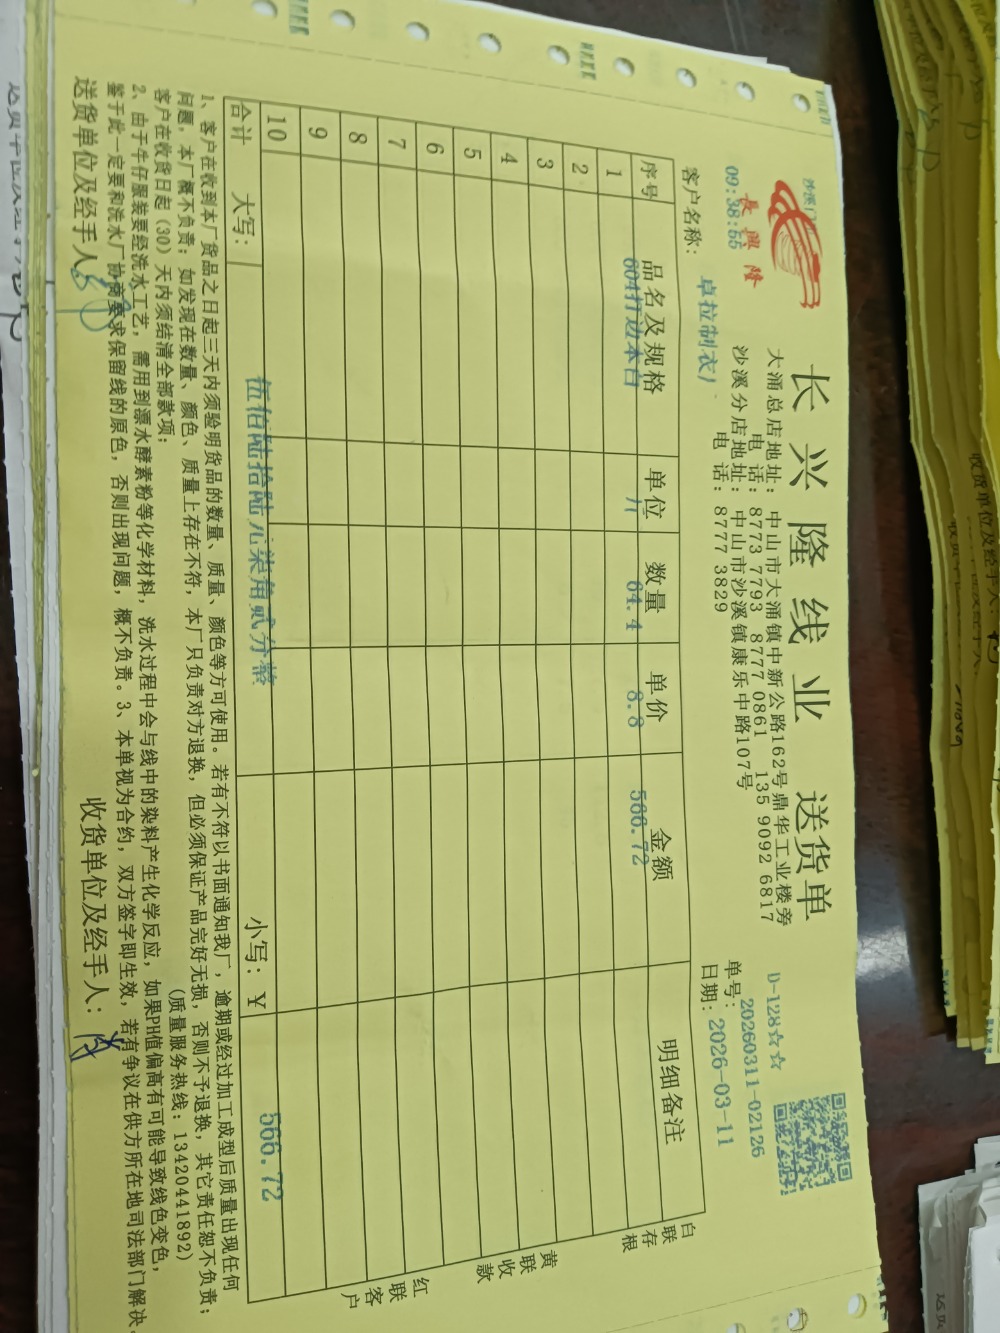 长兴隆线业 送货单
沙溪门
長興隆
09:38:55
大涌总店地址：中山市大涌镇中新公路162号鼎华工业楼旁
电 话：8773 7793 8777 0861 135 9092 6817
沙溪分店地址：中山市沙溪镇康乐中路107号
电 话：8777 3829
D-128☆☆
单号：20260311-02126
日期：2026-03-11
客户名称：卓拉制衣厂
序号 品名及规格 单位 数量 单价 金额 明细备注
1 604打边本白 64.4 8.8 566.72
2
3
4
5
6
7
8
9
10
合计 大写：伍佰陆拾陆元柒角贰分整 小写：￥ 566.72
白联存根
黄联收款
红联客户
1、客户在收到本厂货品之日起三天内须验明货品的数量、质量、颜色等方可使用。若有不符以书面通知我厂，逾期或经过加工成型后质量出现任何
问题，本厂概不负责；如发现在数量、颜色、质量上存在不符，本厂只负责对方退换，但必须保证产品完好无损，否则不予退换，其它责任恕不负责；
客户在收货日起（30）天内须结清全部款项；
(质量服务热线：13420441892)
2、由于牛仔服装要经洗水工艺，需用到漂水酵素粉等化学材料，洗水过程中会与线中的染料产生化学反应，如果PH值偏高有可能导致线色变色，
鉴于此一定要和洗水厂协商要求保留线的原色，否则出现问题，概不负责。3、本单视为合约，双方签字即生效，若有争议在供方所在地司法部门解决。
送货单位及经手人：
收货单位及经手人：
收货单位及经手人：